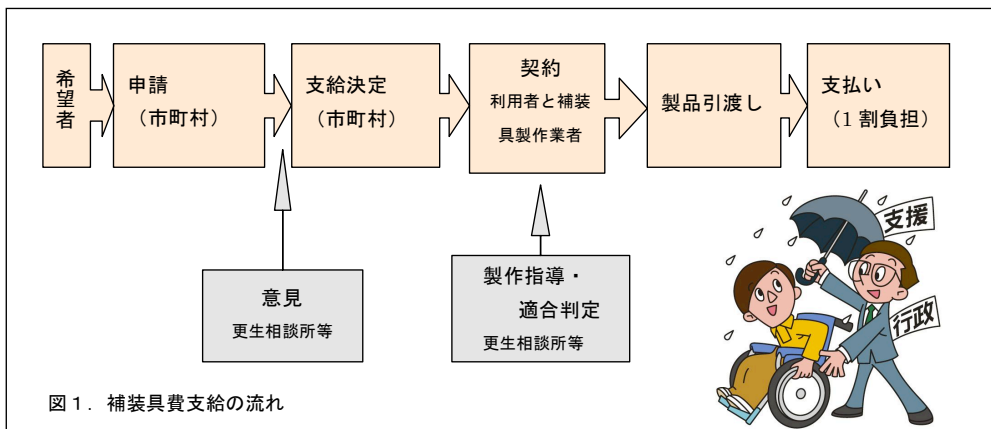 希望者
申請
(市町村)
支給決定
(市町村)
契約
利用者と補装
具製作業者
製品引渡し
支払い
(1割負担)
意見
更生相談所等
製作指導・
適合判定
更生相談所等
支援
行政
図1.補装具費支給の流れ